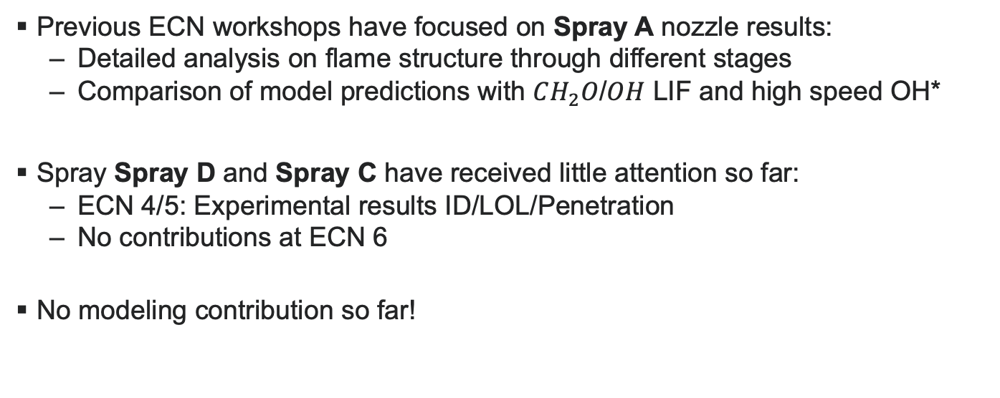 ▪ Previous ECN workshops have focused on Spray A nozzle results:
– Detailed analysis on flame structure through different stages
– Comparison of model predictions with CH₂O/OH LIF and high speed OH*
▪ Spray Spray D and Spray C have received little attention so far:
– ECN 4/5: Experimental results ID/LOL/Penetration
– No contributions at ECN 6
▪ No modeling contribution so far!